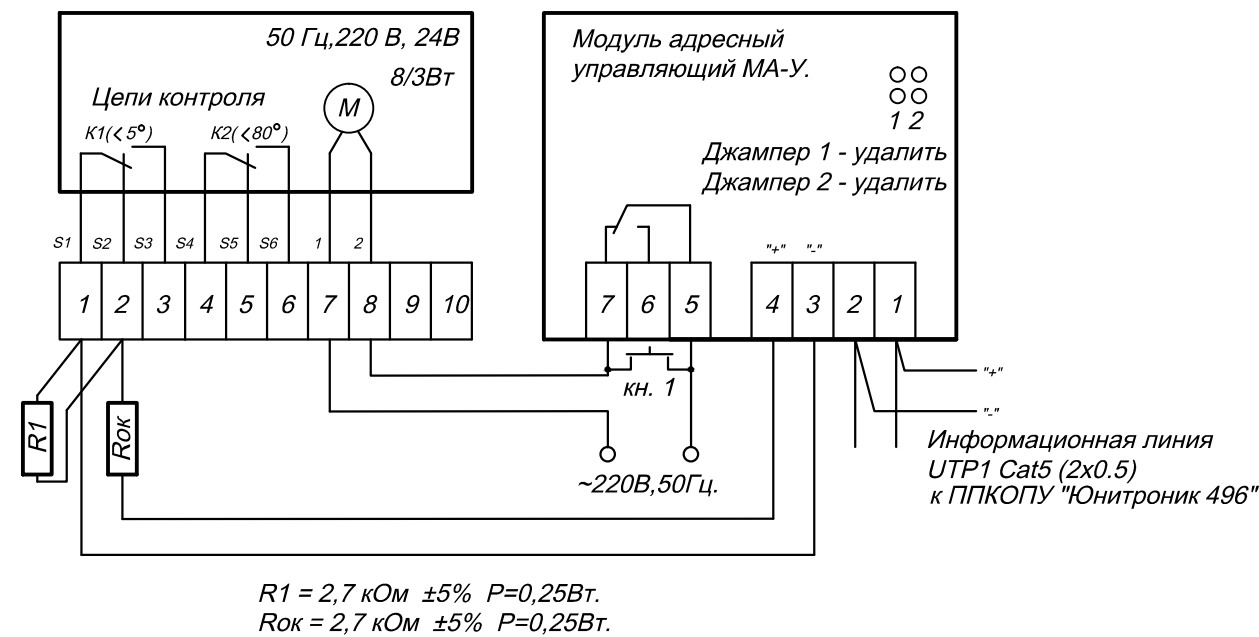 50 Гц,220 В, 24В
8/3Вт
Цепи контроля
М
К1(<5°)
К2(<80°)
S1
S2
S3
S4
S5
S6
1
2
1
2
3
4
5
6
7
8
9
10
R1
Rок
Модуль адресный
управляющий МА-У.
1 2
Джампер 1 - удалить
Джампер 2 - удалить
"+"
"-"
7
6
5
4
3
2
1
кн. 1
~220В,50Гц.
"+"
"-"
Информационная линия
UTP1 Cat5 (2x0.5)
к ППКОПУ "Юнитроник 496"
R1 = 2,7 кОм ±5% Р=0,25Вт.
Rок = 2,7 кОм ±5% Р=0,25Вт.